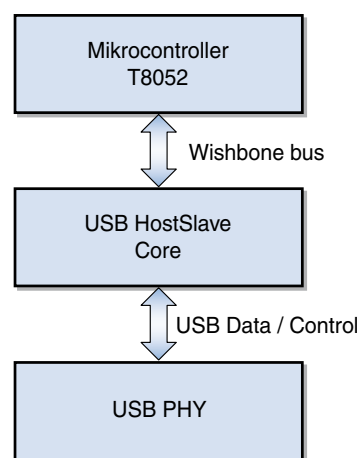 Mikrocontroller
T8052
Wishbone bus
USB HostSlave
Core
USB Data / Control
USB PHY